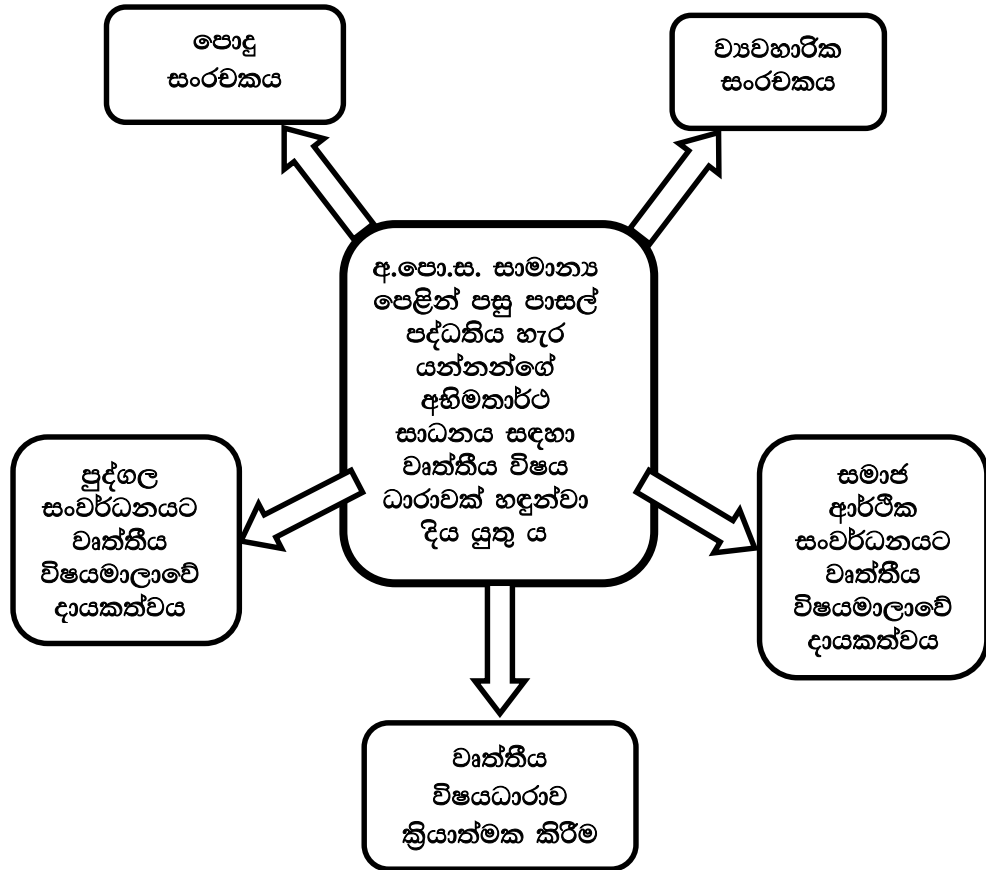 පොදු
සංරචකය
ව්‍යවහාරික
සංරචකය
අ.පො.ස. සාමාන්‍ය
පෙළින් පසු පාසල්
පද්ධතිය හැර
යන්නන්ගේ
අභිමතාර්ථ
සාධනය සඳහා
වෘත්තීය විෂය
ධාරාවක් හඳුන්වා
දිය යුතු ය
පුද්ගල
සංවර්ධනයට
වෘත්තීය
විෂයමාලාවේ
දායකත්වය
සමාජ
ආර්ථික
සංවර්ධනයට
වෘත්තීය
විෂයමාලාවේ
දායකත්වය
වෘත්තීය
විෂයධාරාව
ක්‍රියාත්මක කිරීම